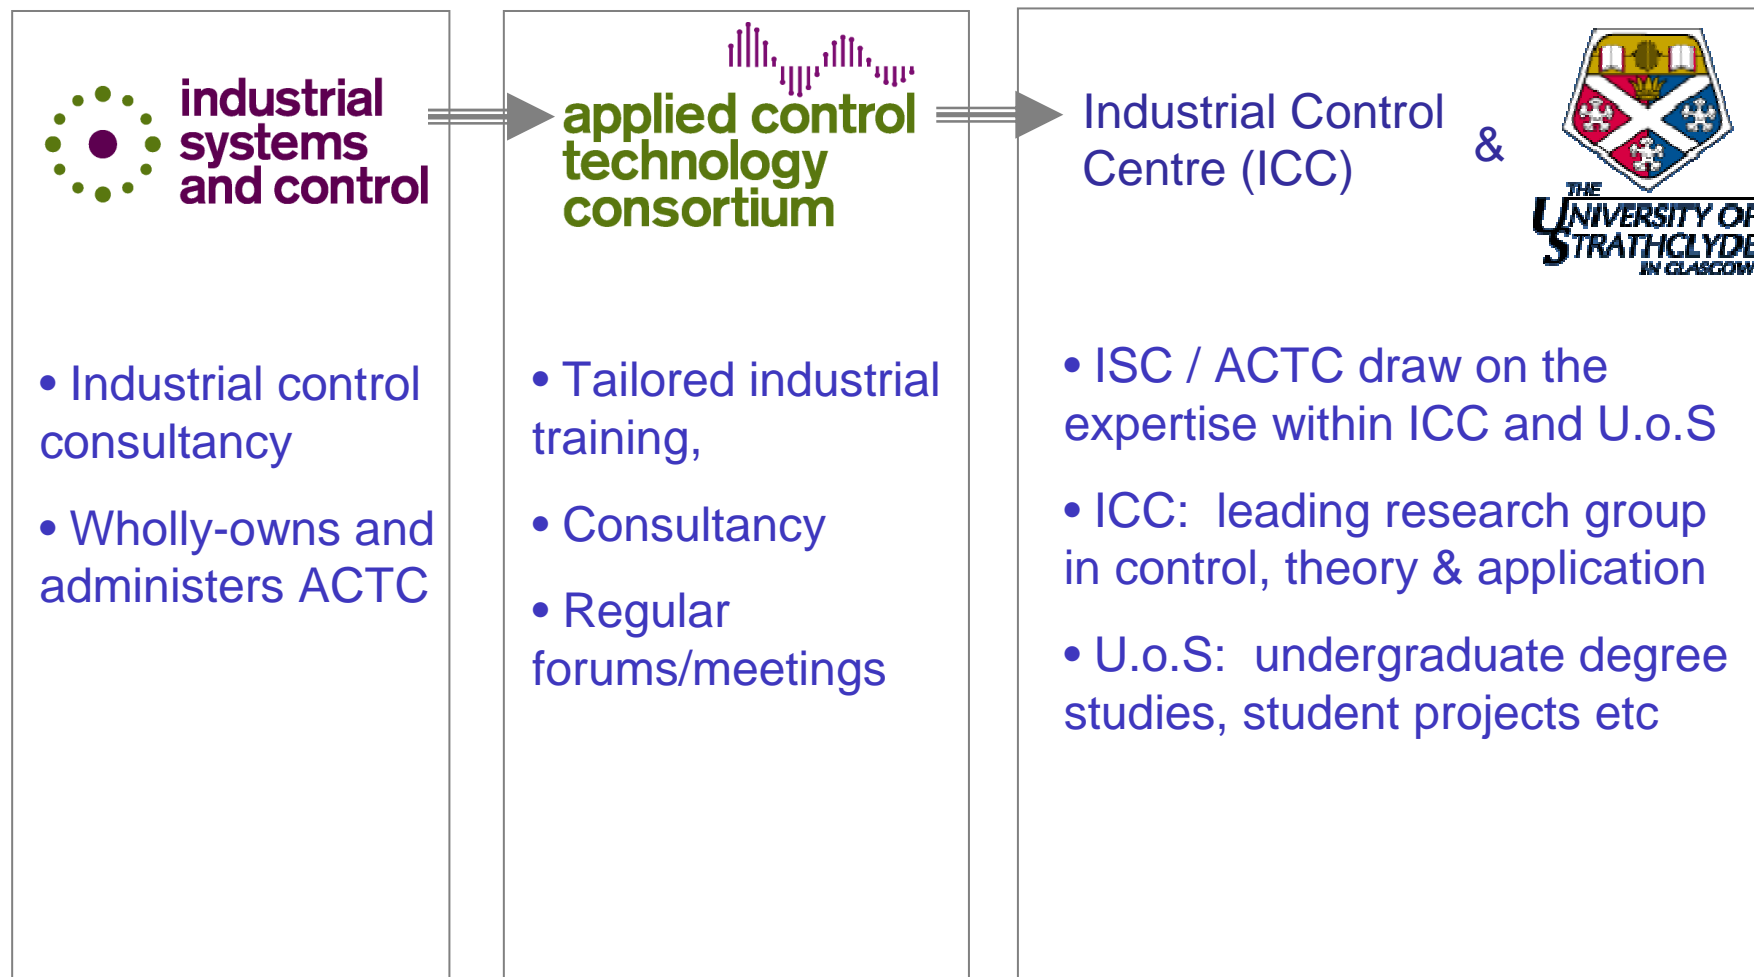 industrial
systems
and control
• Industrial control
consultancy
• Wholly-owns and
administers ACTC
applied control
technology
consortium
• Tailored industrial
training,
• Consultancy
• Regular
forums/meetings
Industrial Control
Centre (ICC)
&
THE
UNIVERSITY OF
STRATHCLYDE
IN GLASGOW
• ISC / ACTC draw on the
expertise within ICC and U.o.S
• ICC:  leading research group
in control, theory & application
• U.o.S:  undergraduate degree
studies, student projects etc